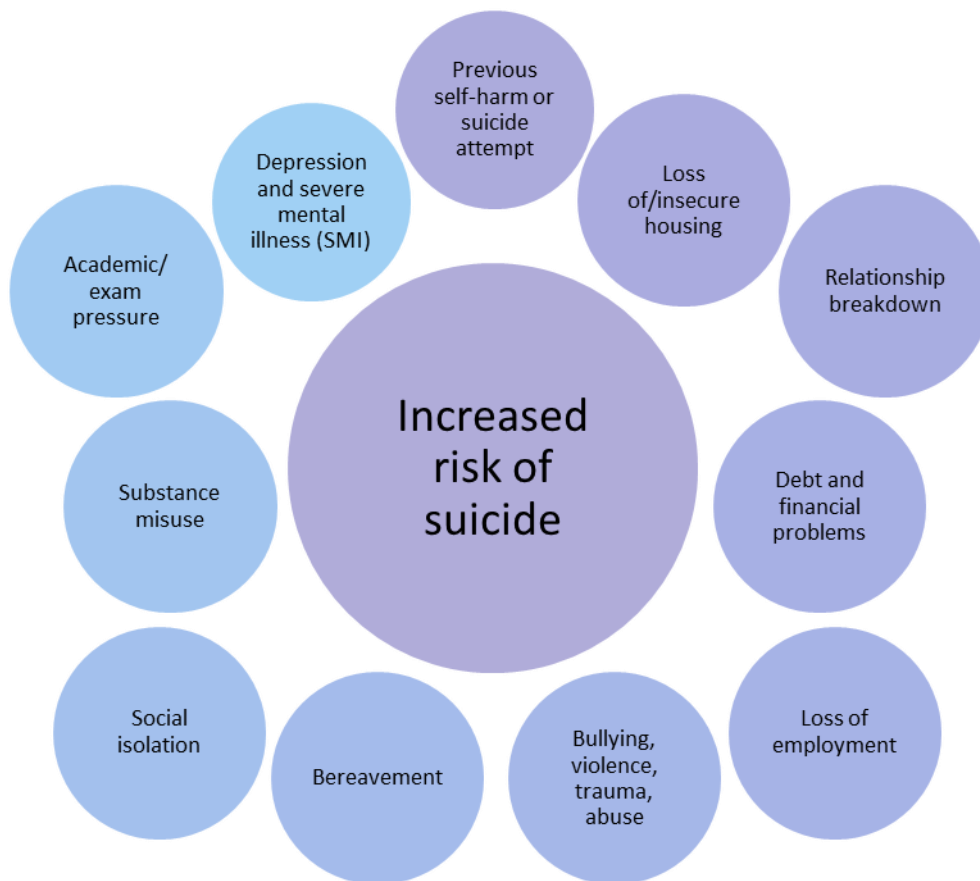 Previous
self-harm or
suicide
attempt
Depression
and severe
mental
illness (SMI)
Loss
of/insecure
housing
Academic/
exam
pressure
Relationship
breakdown
Increased
risk of
suicide
Substance
misuse
Debt and
financial
problems
Social
isolation
Bereavement
Bullying,
violence,
trauma,
abuse
Loss of
employment